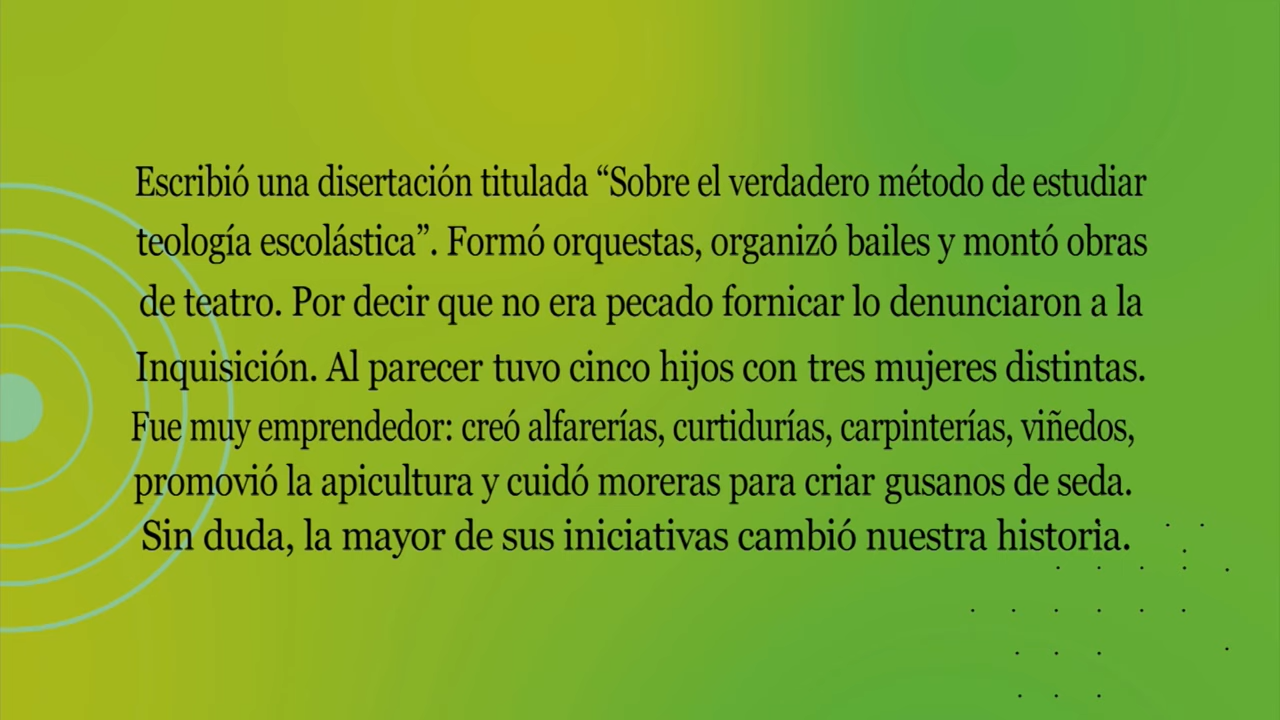 Escribió una disertación titulada “Sobre el verdadero método de estudiar
teología escolástica”. Formó orquestas, organizó bailes y montó obras
de teatro. Por decir que no era pecado fornicar lo denunciaron a la
Inquisición. Al parecer tuvo cinco hijos con tres mujeres distintas.
Fue muy emprendedor: creó alfarerías, curtidurías, carpinterías, viñedos,
promovió la apicultura y cuidó moreras para criar gusanos de seda.
Sin duda, la mayor de sus iniciativas cambió nuestra historia.